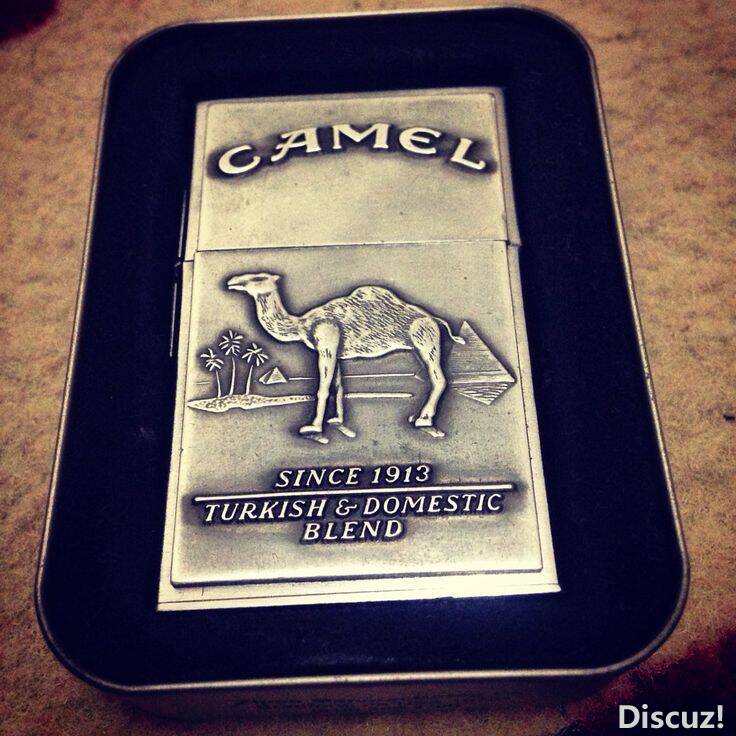 CAMEL
SINCE 1913
TURKISH & DOMESTIC
BLEND
Discuz!